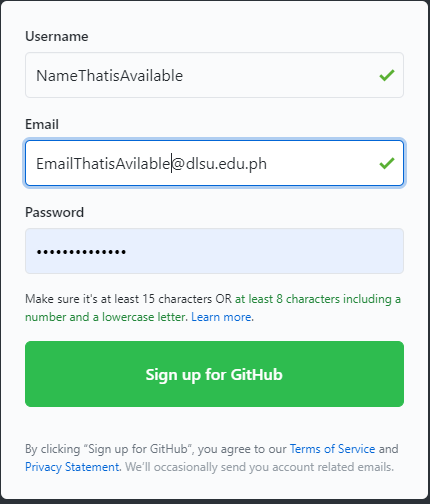 Username
NameThatisAvailable
Email
EmailThatisAvilable@dlsu.edu.ph
Password
••••••••••••••
Make sure it's at least 15 characters OR at least 8 characters including a
number and a lowercase letter. Learn more.
Sign up for GitHub
By clicking “Sign up for GitHub”, you agree to our Terms of Service and
Privacy Statement. We'll occasionally send you account related emails.